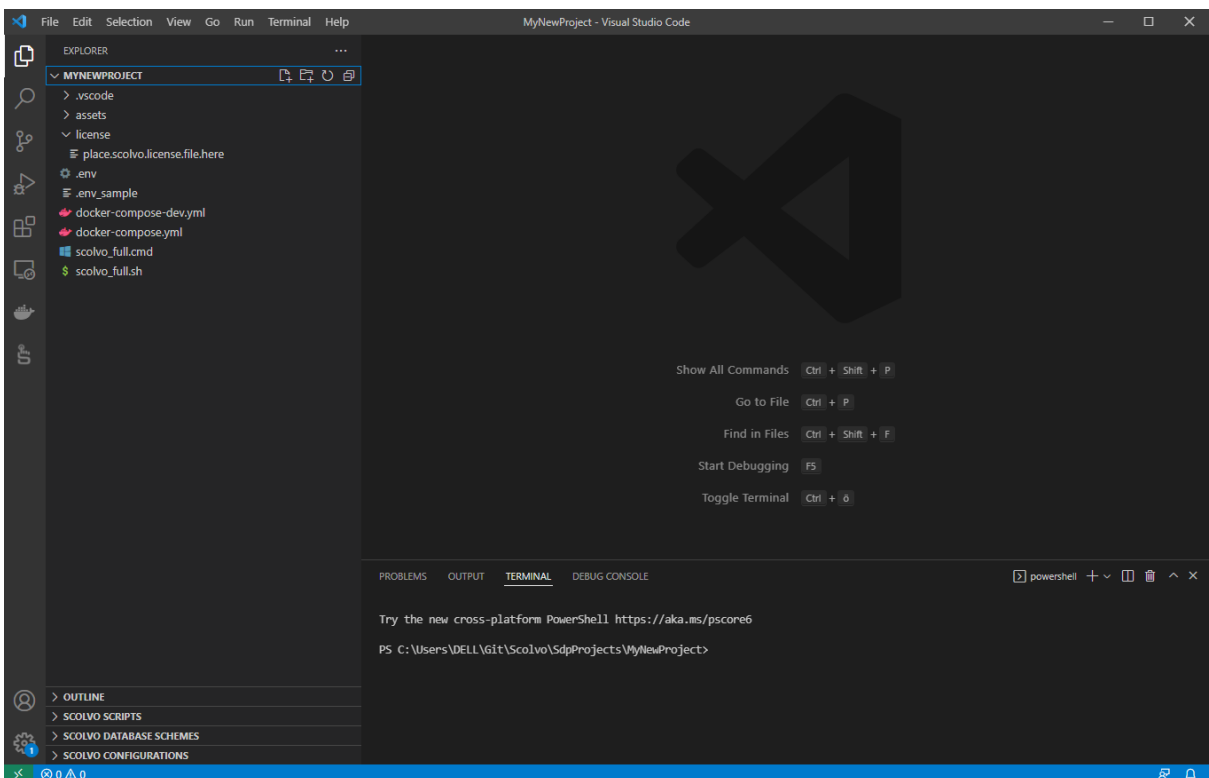 File Edit Selection View Go Run Terminal Help MyNewProject - Visual Studio Code
EXPLORER
MYNEWPROJECT
.vscode
assets
license
place.scolvo.license.file.here
.env
.env_sample
docker-compose-dev.yml
docker-compose.yml
scolvo_full.cmd
$ scolvo_full.sh
Show All Commands Ctrl + Shift + P
Go to File Ctrl + P
Find in Files Ctrl + Shift + F
Start Debugging F5
Toggle Terminal Ctrl + ö
PROBLEMS OUTPUT TERMINAL DEBUG CONSOLE powershell
Try the new cross-platform PowerShell https://aka.ms/pscore6
PS C:\Users\DELL\Git\Scolvo\SdpProjects\MyNewProject>
OUTLINE
SCOLVO SCRIPTS
SCOLVO DATABASE SCHEMES
SCOLVO CONFIGURATIONS
1
0 0